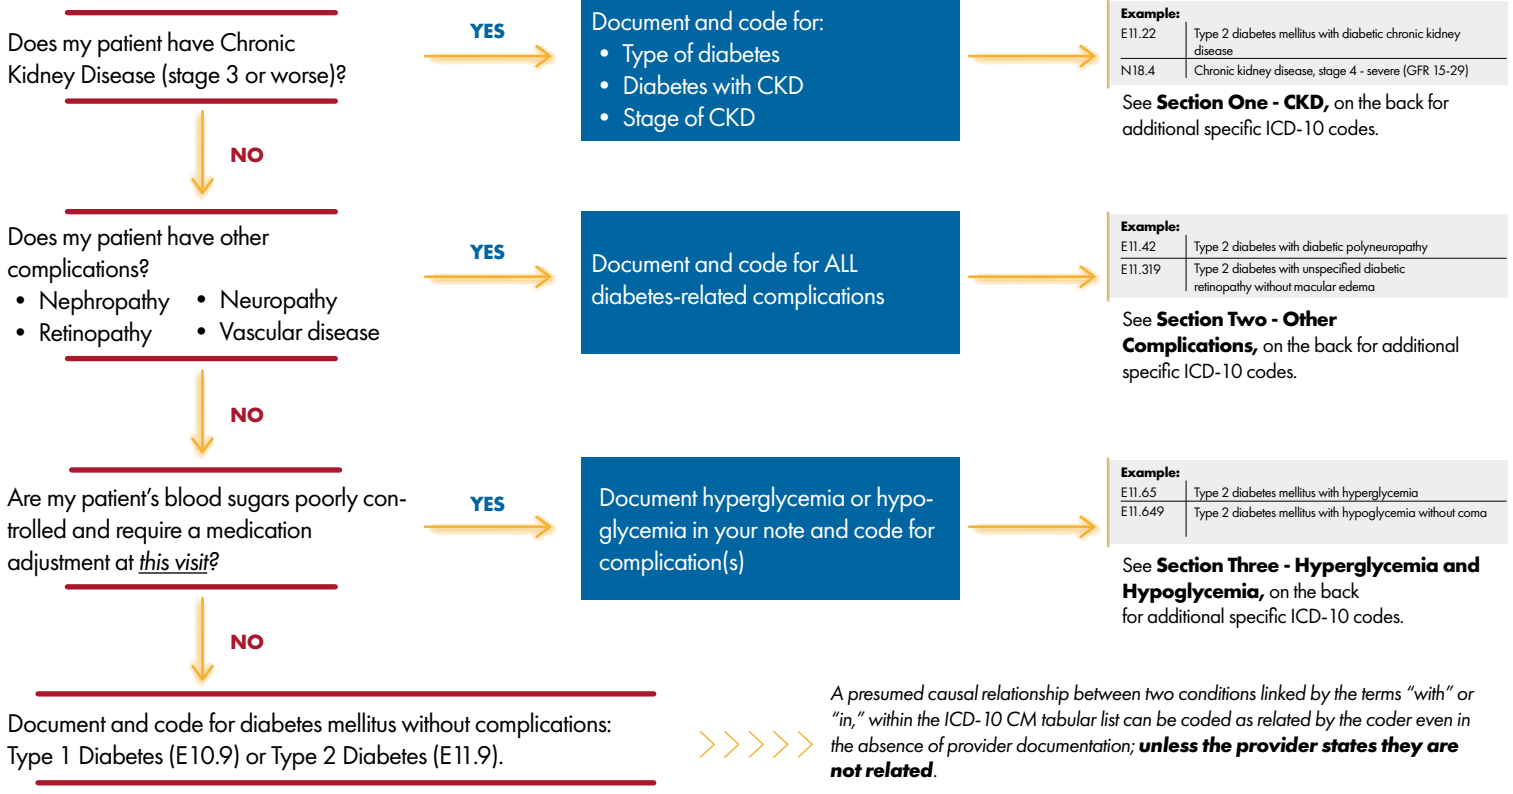 Does my patient have Chronic
Kidney Disease (stage 3 or worse)?
YES
Document and code for:
• Type of diabetes
• Diabetes with CKD
• Stage of CKD
Example:
E11.22 Type 2 diabetes mellitus with diabetic chronic kidney
disease
N18.4 Chronic kidney disease, stage 4 - severe (GFR 15-29)
See Section One - CKD, on the back for
additional specific ICD-10 codes.
NO
Does my patient have other
complications?
• Nephropathy • Neuropathy
• Retinopathy • Vascular disease
YES
Document and code for ALL
diabetes-related complications
Example:
E11.42 Type 2 diabetes with diabetic polyneuropathy
E11.319 Type 2 diabetes with unspecified diabetic
retinopathy without macular edema
See Section Two - Other
Complications, on the back for additional
specific ICD-10 codes.
NO
Are my patient’s blood sugars poorly con-
trolled and require a medication
adjustment at this visit?
YES
Document hyperglycemia or hypo-
glycemia in your note and code for
complication(s)
Example:
E11.65 Type 2 diabetes mellitus with hyperglycemia
E11.649 Type 2 diabetes mellitus with hypoglycemia without coma
See Section Three - Hyperglycemia and
Hypoglycemia, on the back
for additional specific ICD-10 codes.
NO
Document and code for diabetes mellitus without complications:
Type 1 Diabetes (E10.9) or Type 2 Diabetes (E11.9).
A presumed causal relationship between two conditions linked by the terms “with” or
“in,” within the ICD-10 CM tabular list can be coded as related by the coder even in
the absence of provider documentation; unless the provider states they are
not related.